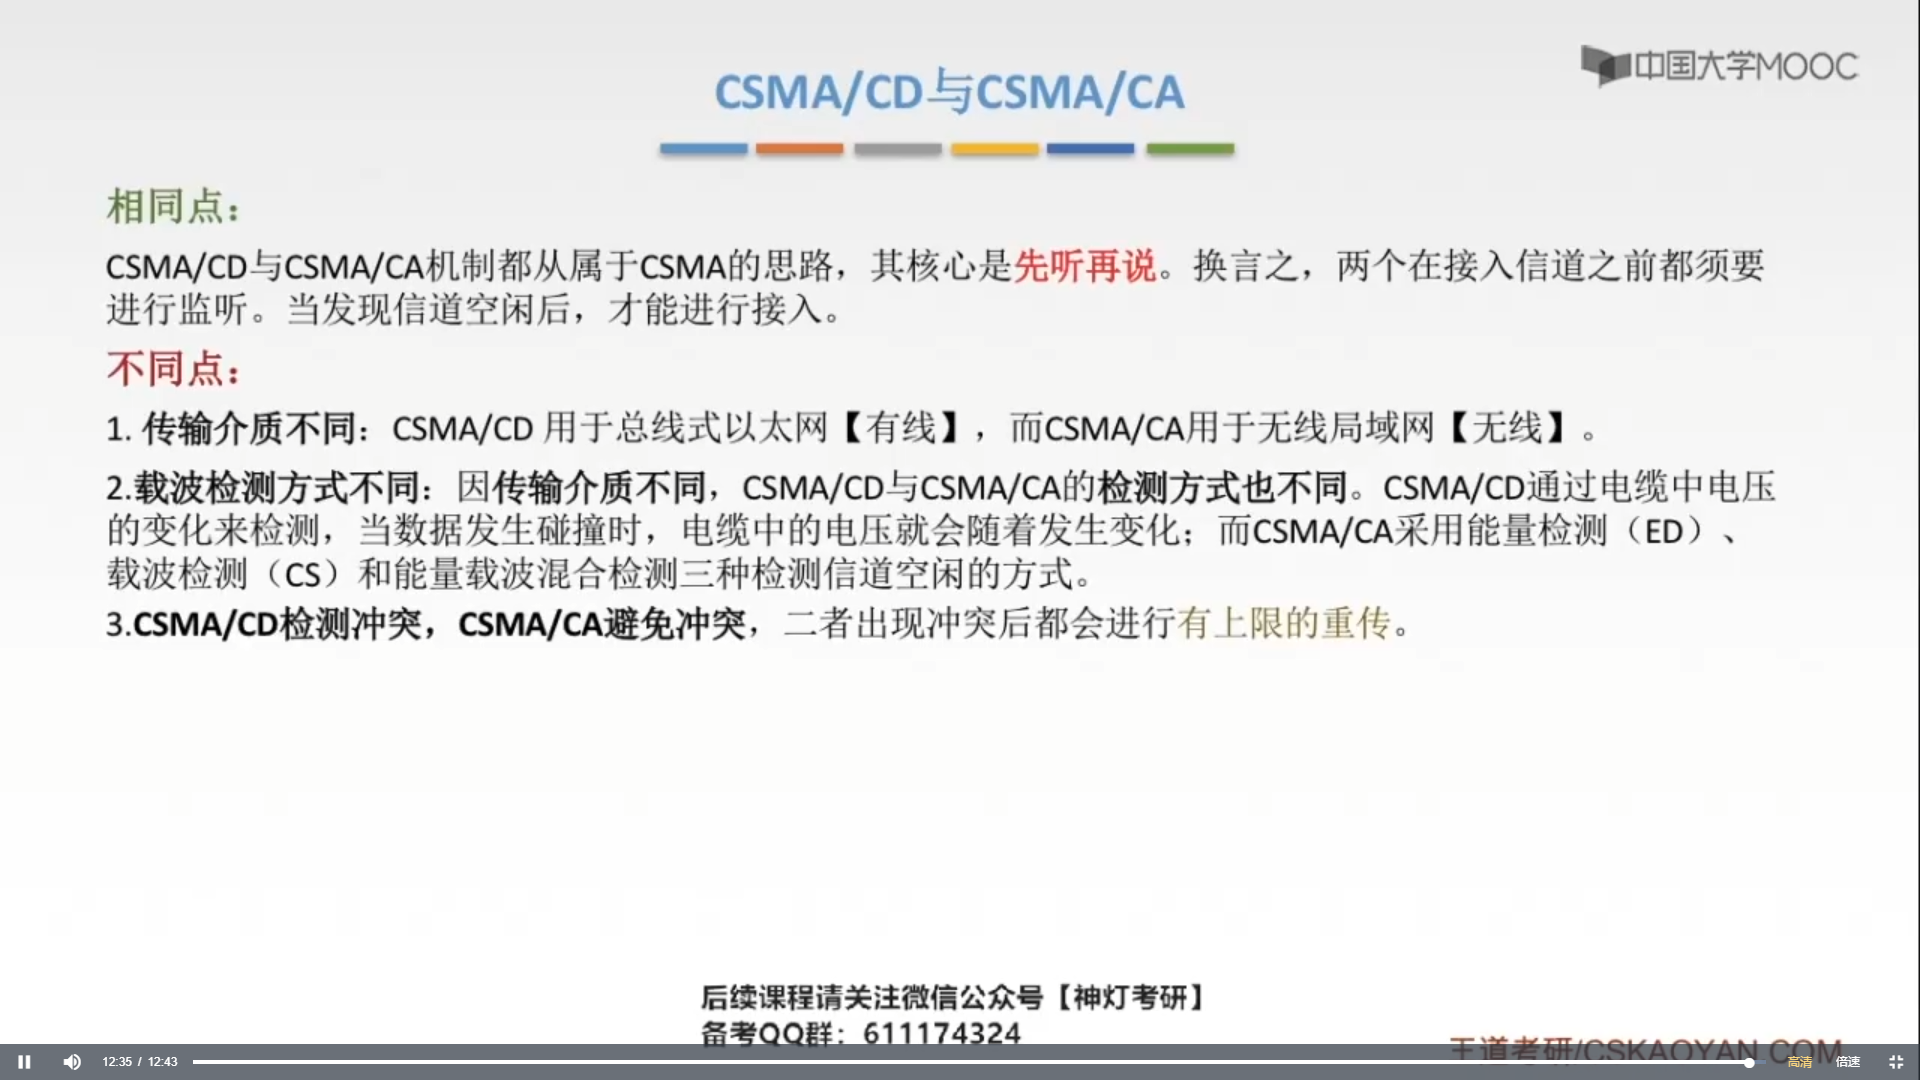 中国大学MOOC
CSMA/CD与CSMA/CA
相同点：
CSMA/CD与CSMA/CA机制都从属于CSMA的思路，其核心是先听再说。换言之，两个在接入信道之前都须要
进行监听。当发现信道空闲后，才能进行接入。
不同点：
1. 传输介质不同：CSMA/CD 用于总线式以太网【有线】，而CSMA/CA用于无线局域网【无线】。
2.载波检测方式不同：因传输介质不同，CSMA/CD与CSMA/CA的检测方式也不同。CSMA/CD通过电缆中电压
的变化来检测，当数据发生碰撞时，电缆中的电压就会随着发生变化；而CSMA/CA采用能量检测（ED）、
载波检测（CS）和能量载波混合检测三种检测信道空闲的方式。
3.CSMA/CD检测冲突，CSMA/CA避免冲突，二者出现冲突后都会进行有上限的重传。
后续课程请关注微信公众号【神灯考研】
备考QQ群：611174324
王道考研/CSKAOYAN.COM
12:35 / 12:43
高清
倍速